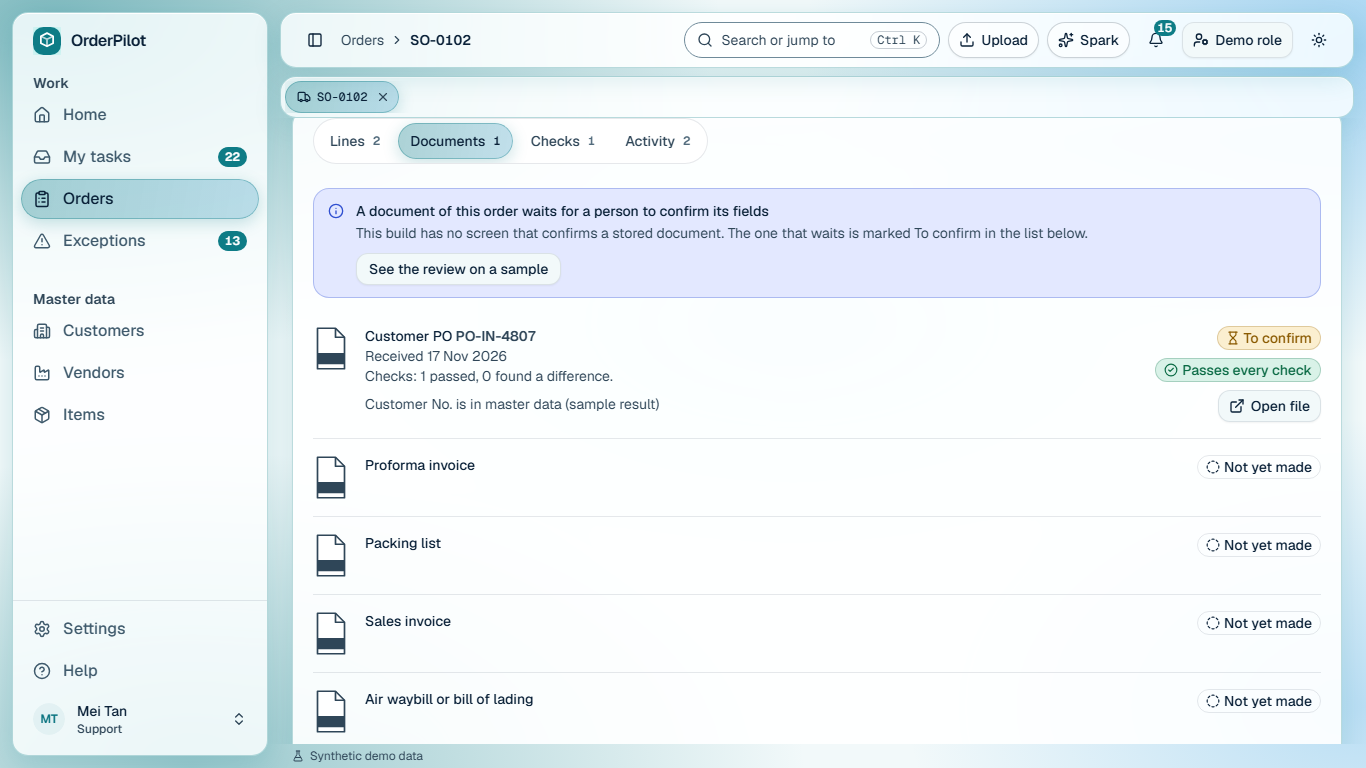 OrderPilot
Work
Home
My tasks 22
Orders
Exceptions 13
Master data
Customers
Vendors
Items
Settings
Help
MT
Mei Tan
Support
Orders > SO-0102
Search or jump to Ctrl K
Upload
Spark
15
Demo role
SO-0102
Lines 2
Documents 1
Checks 1
Activity 2
A document of this order waits for a person to confirm its fields
This build has no screen that confirms a stored document. The one that waits is marked To confirm in the list below.
See the review on a sample
Customer PO PO-IN-4807
Received 17 Nov 2026
Checks: 1 passed, 0 found a difference.
Customer No. is in master data (sample result)
To confirm
Passes every check
Open file
Proforma invoice
Not yet made
Packing list
Not yet made
Sales invoice
Not yet made
Air waybill or bill of lading
Not yet made
Synthetic demo data